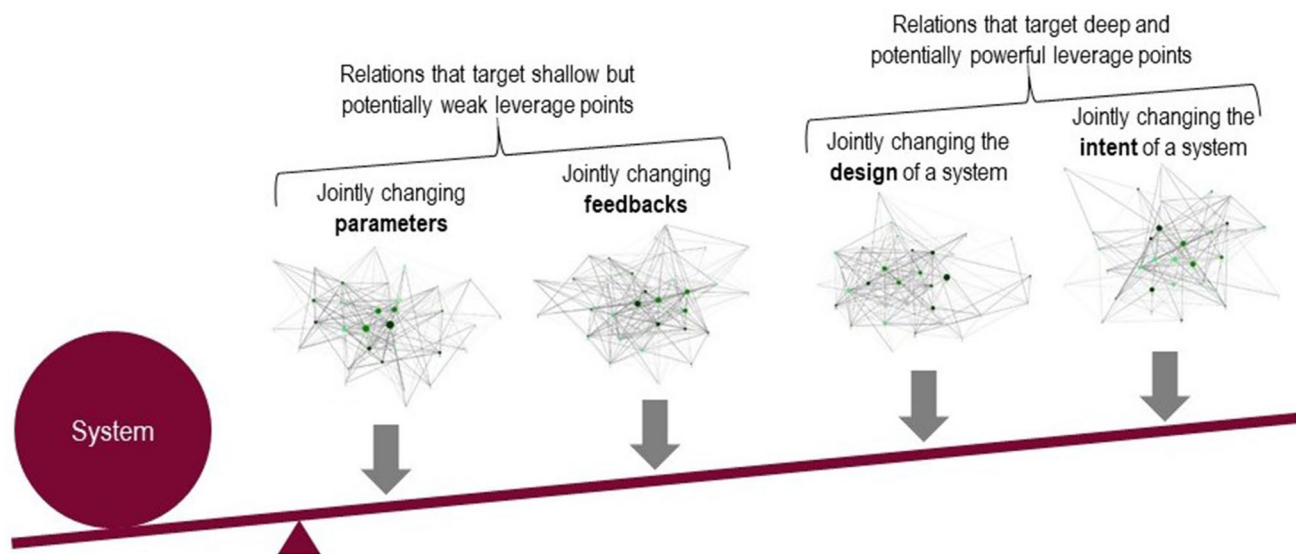 Relations that target shallow but
potentially weak leverage points
Relations that target deep and
potentially powerful leverage points
Jointly changing
parameters
Jointly changing
feedbacks
Jointly changing the
design of a system
Jointly changing the
intent of a system
System